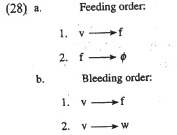 (28) a. Feeding order:
1. v → f
2. f → ϕ
b. Bleeding order:
1. v → f
2. v → w